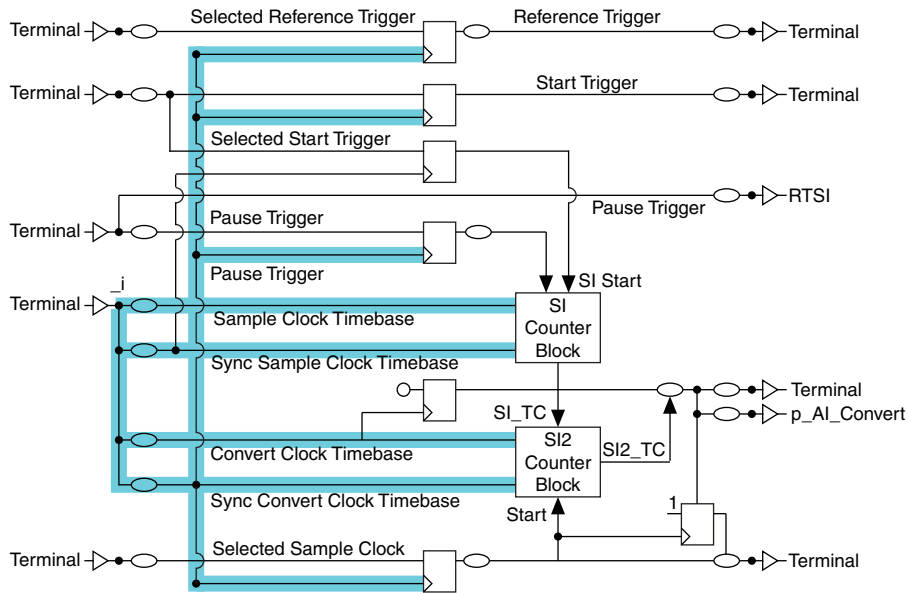 Selected Reference Trigger
Reference Trigger
Terminal
Terminal
Start Trigger
Terminal
Terminal
Selected Start Trigger
RTSI
Pause Trigger
Pause Trigger
Terminal
Pause Trigger
SI Start
_i
Terminal
Sample Clock Timebase
SI
Counter
Block
Sync Sample Clock Timebase
Terminal
SI_TC
p_AI_Convert
Convert Clock Timebase
SI2
Counter
Block
SI2_TC
Sync Convert Clock Timebase
Start
1
Selected Sample Clock
Terminal
Terminal